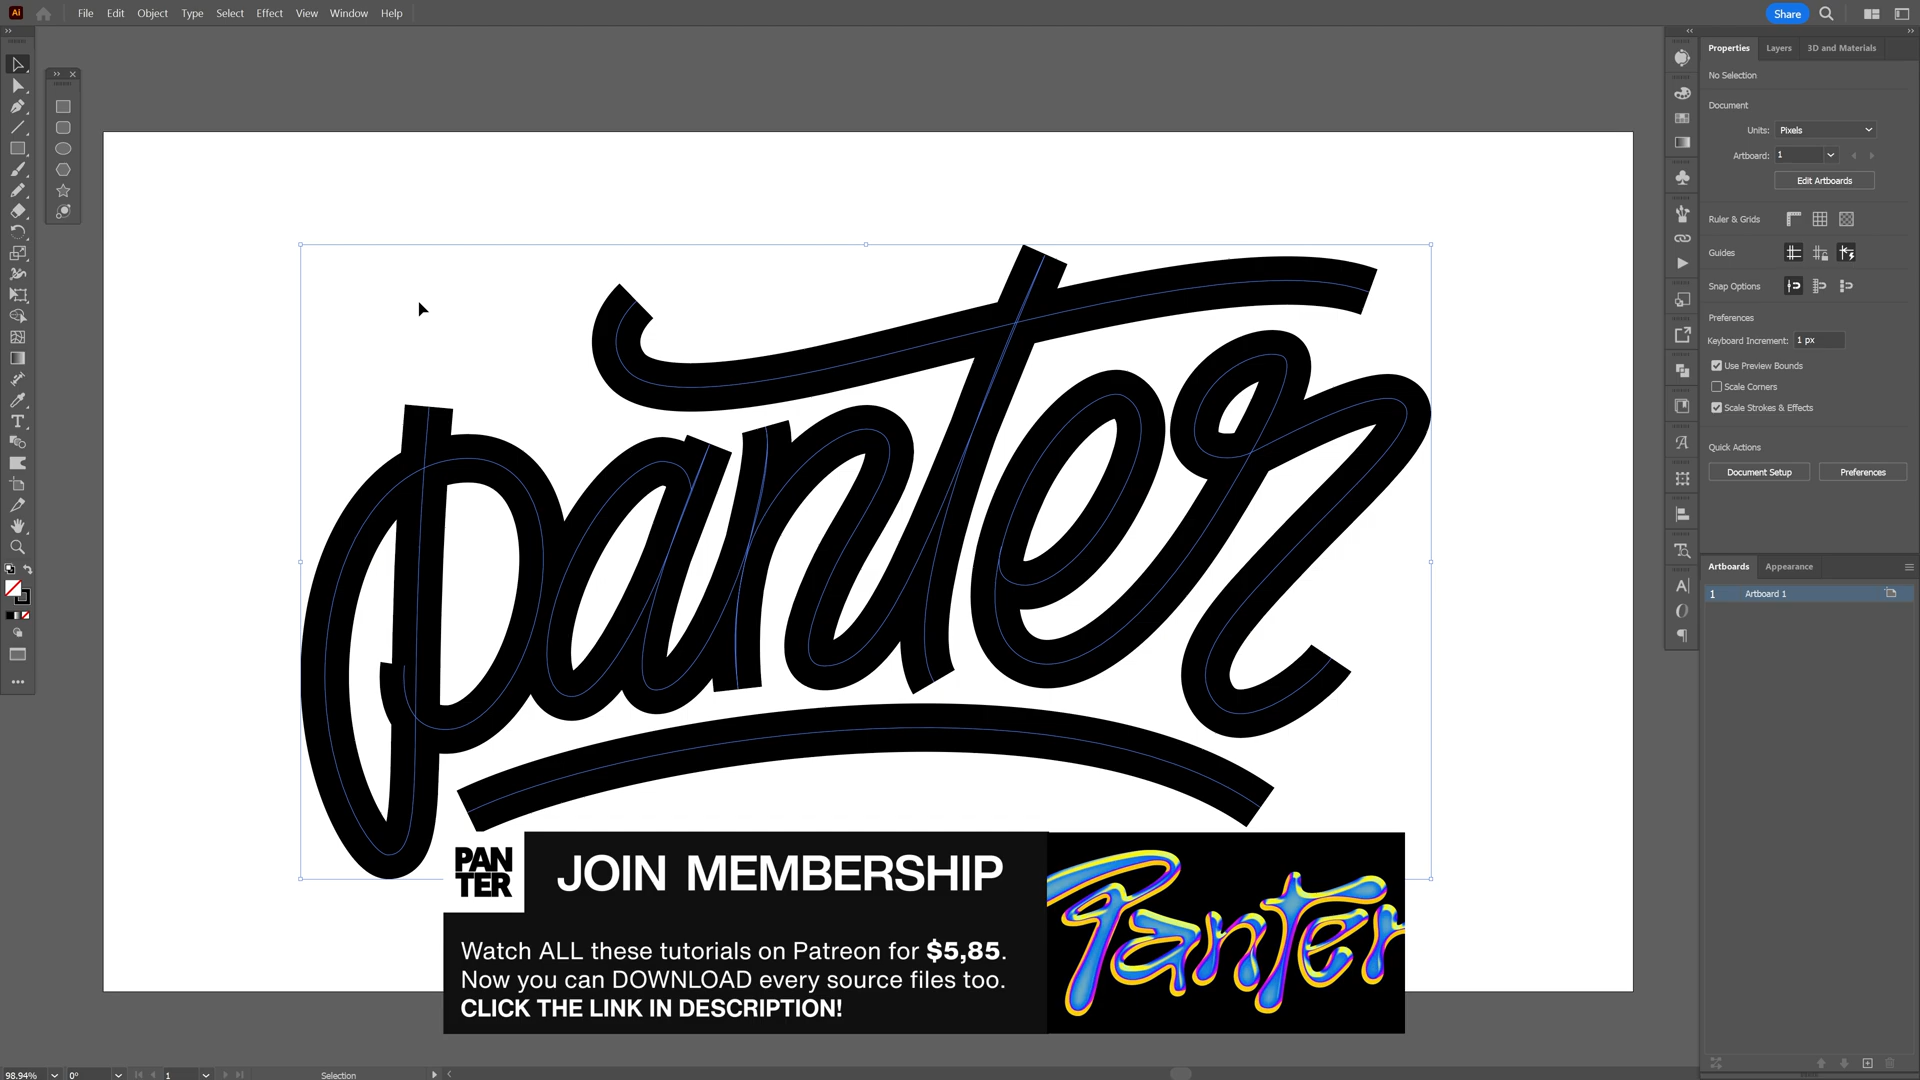 Ai File Edit Object Type Select Effect View Window Help Share
Properties Layers 3D and Materials
No Selection
Document
Units: Pixels
Artboard: 1
Edit Artboards
Ruler & Grids
Guides
Snap Options
Preferences
Keyboard Increment: 1 px
Use Preview Bounds
Scale Corners
Scale Strokes & Effects
Quick Actions
Document Setup Preferences
Artboards Appearance
1 Artboard 1
panter
PAN
TER
JOIN MEMBERSHIP
Watch ALL these tutorials on Patreon for $5,85.
Now you can DOWNLOAD every source files too.
CLICK THE LINK IN DESCRIPTION!
Panter
98.94% 0° 1 Selection